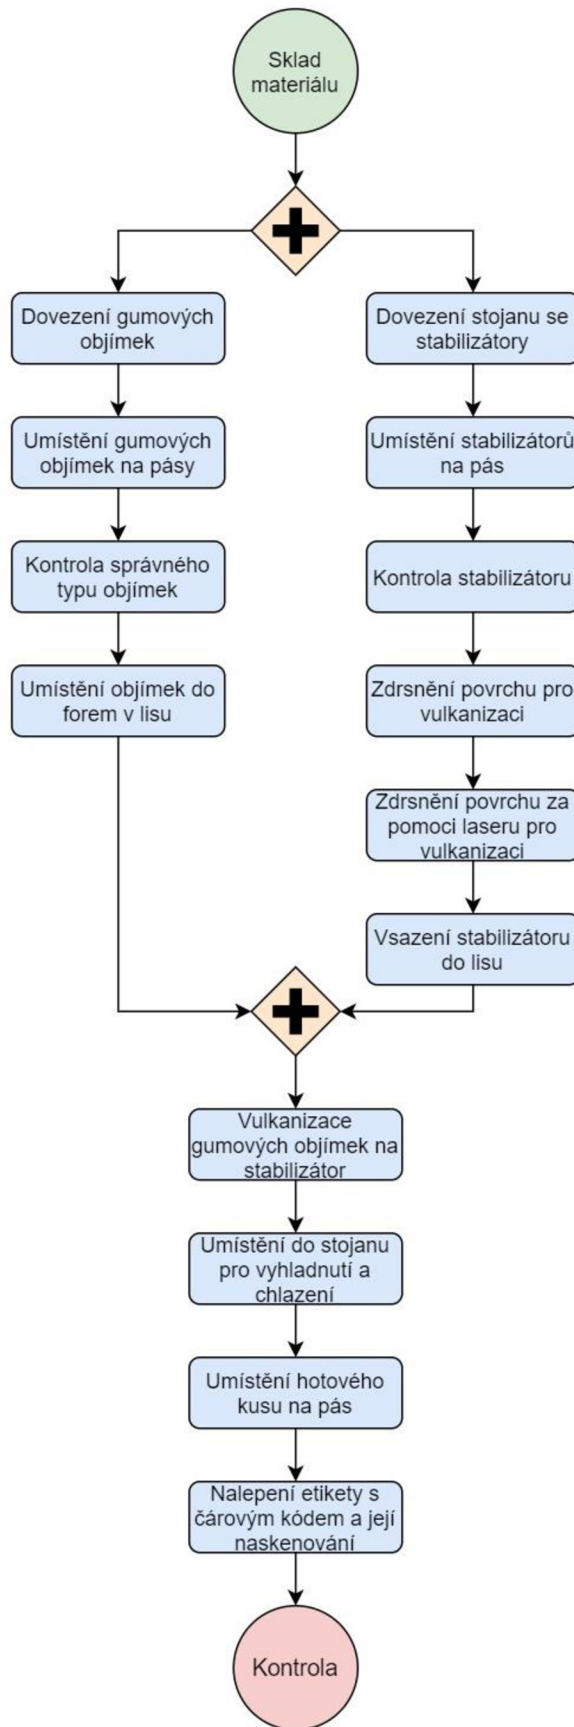 Sklad
materiálu
Dovezení gumových
objímek
Umístění gumových
objímek na pásy
Kontrola správného
typu objímek
Umístění objímek do
forem v lisu
Dovezení stojanu se
stabilizátory
Umístění stabilizátorů
na pás
Kontrola stabilizátoru
Zdrsnění povrchu pro
vulkanizaci
Zdrsnění povrchu za
pomoci laseru pro
vulkanizaci
Vsazení stabilizátoru
do lisu
Vulkanizace
gumových objímek na
stabilizátor
Umístění do stojanu
pro vyhladnutí a
chlazení
Umístění hotového
kusu na pás
Nalepení etikety s
čárovým kódem a její
naskenování
Kontrola